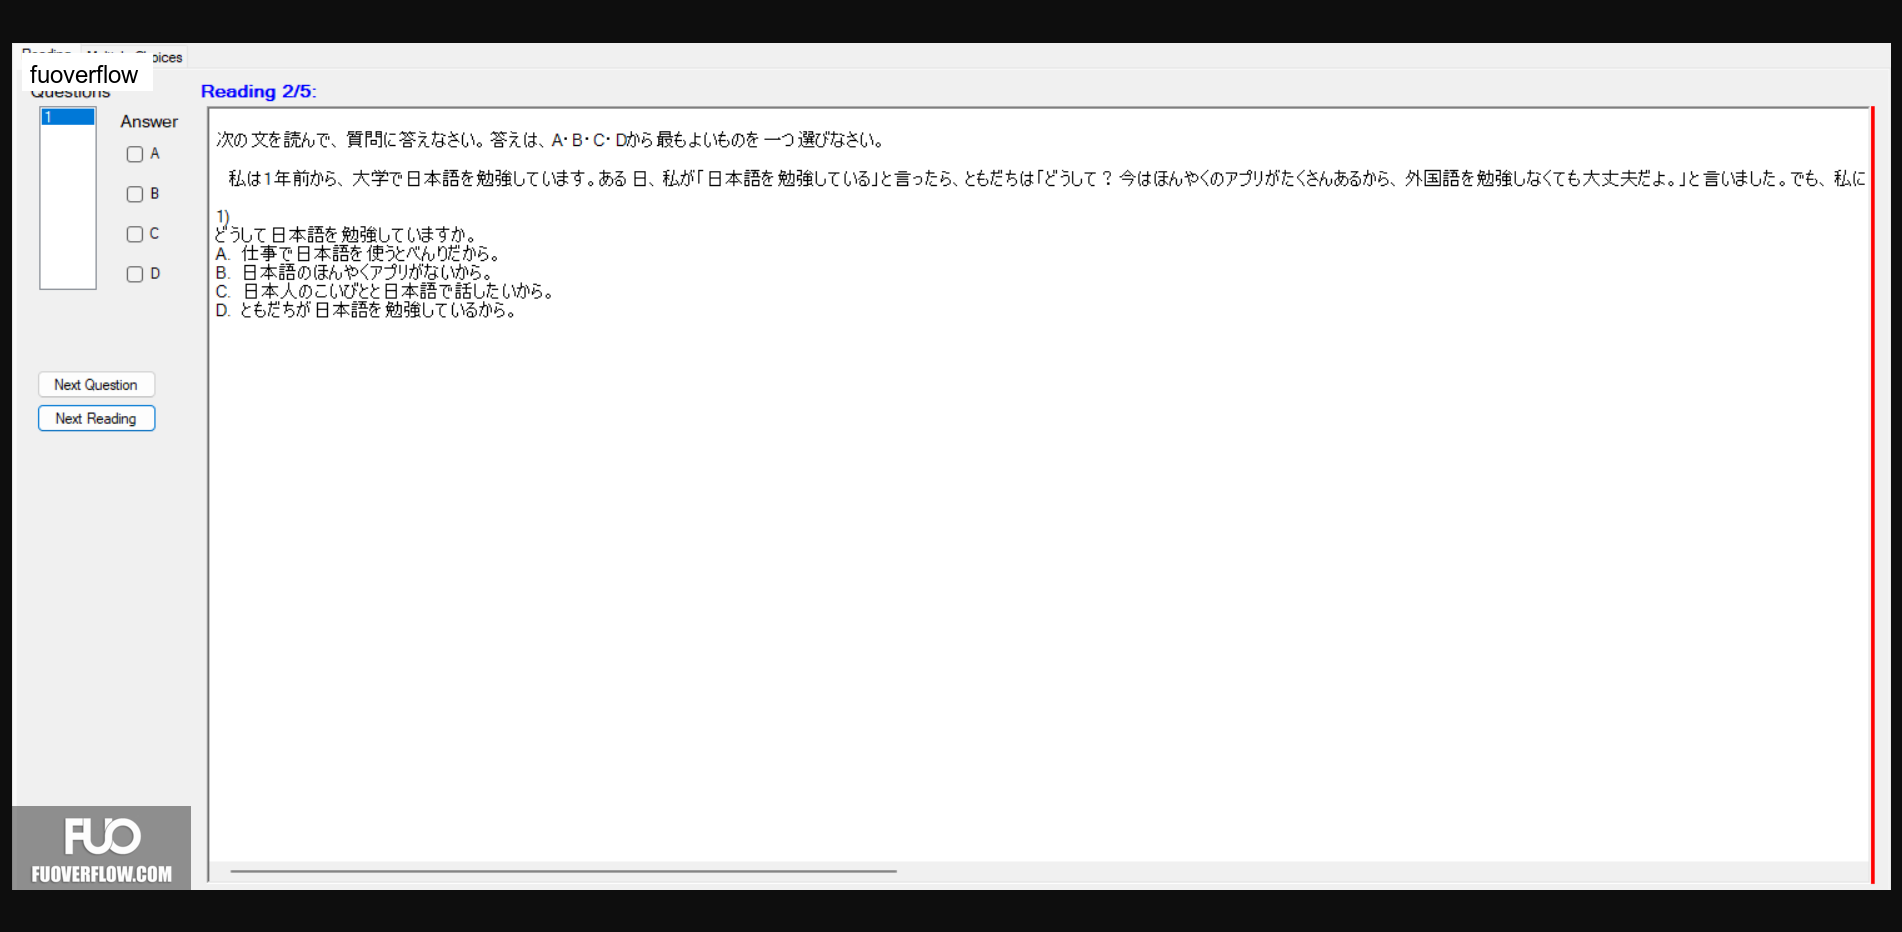 fuoverflow
oices
Questions
Reading 2/5:
1
Answer
A
B
C
D
Next Question
Next Reading
次の文を読んで、質問に答えなさい。答えは、A・B・C・Dから最もよいものを一つ選びなさい。
私は1年前から、大学で日本語を勉強しています。ある日、私が「日本語を勉強している」と言ったら、ともだちは「どうして？今はほんやくのアプリがたくさんあるから、外国語を勉強しなくても大丈夫だよ。」と言いました。でも、私に
1)
どうして日本語を勉強していますか。
A. 仕事で日本語を使うとべんりだから。
B. 日本語のほんやくアプリがないから。
C. 日本人のこいびとと日本語で話したいから。
D. ともだちが日本語を勉強しているから。
FUO
FUOVERFLOW.COM